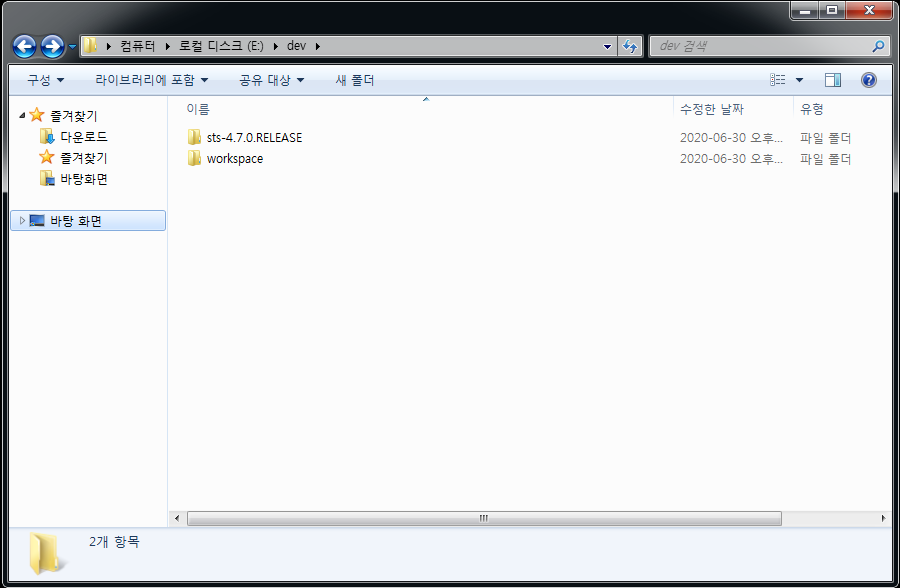 컴퓨터 로컬 디스크 (E:) dev
dev 검색
구성 라이브러리에 포함 공유 대상 새 폴더
즐겨찾기
다운로드
즐겨찾기
바탕화면
바탕 화면
이름 수정한 날짜 유형
sts-4.7.0.RELEASE 2020-06-30 오후... 파일 폴더
workspace 2020-06-30 오후... 파일 폴더
2개 항목